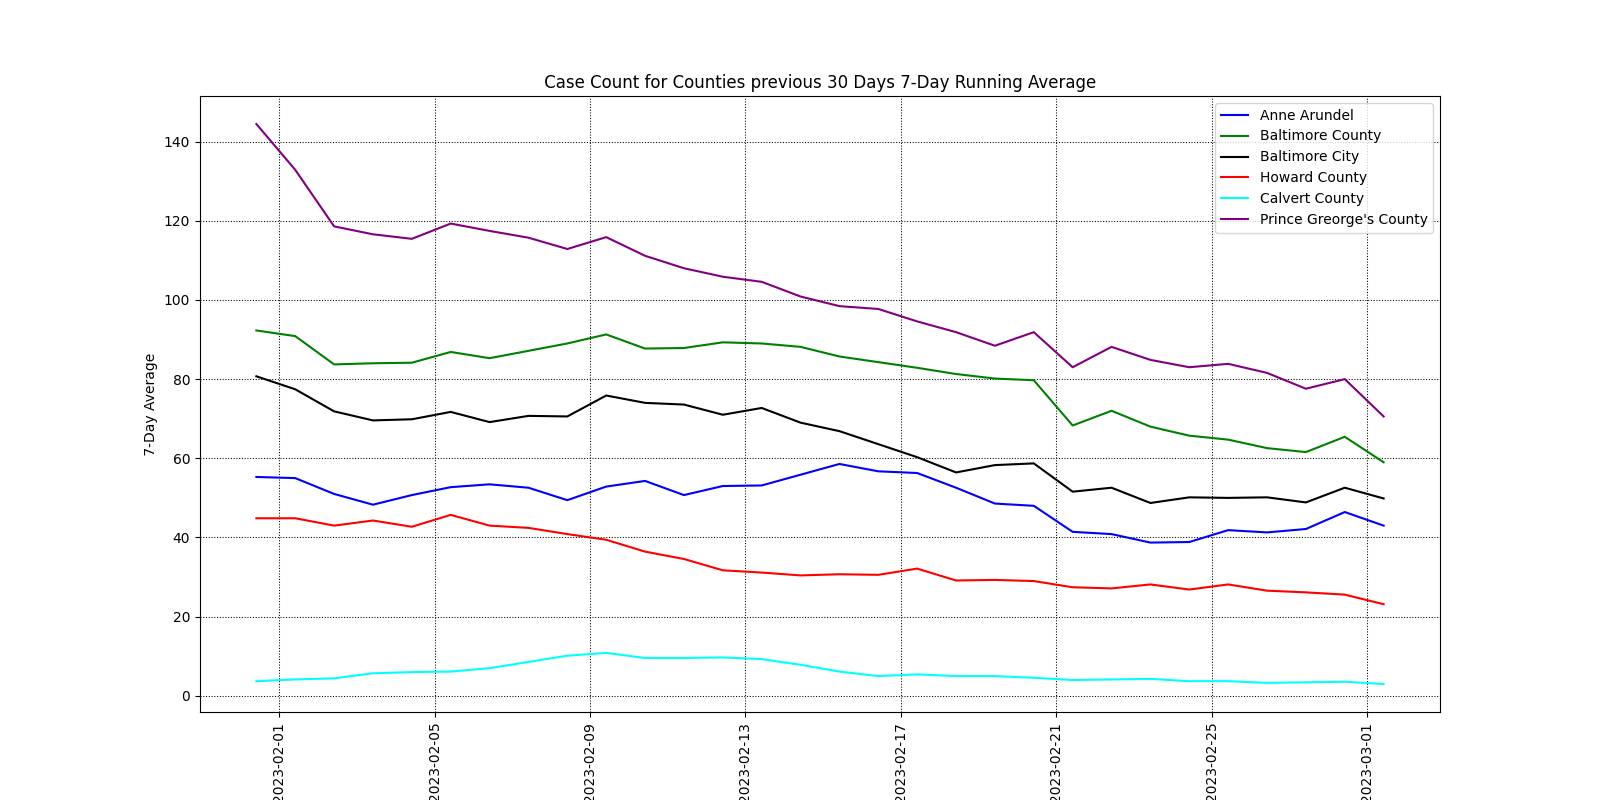 Case Count for Counties previous 30 Days 7-Day Running Average
Anne Arundel
Baltimore County
Baltimore City
Howard County
Calvert County
Prince Greorge's County
7-Day Average
140
120
100
80
60
40
20
0
2023-02-01
2023-02-05
2023-02-09
2023-02-13
2023-02-17
2023-02-21
2023-02-25
2023-03-01